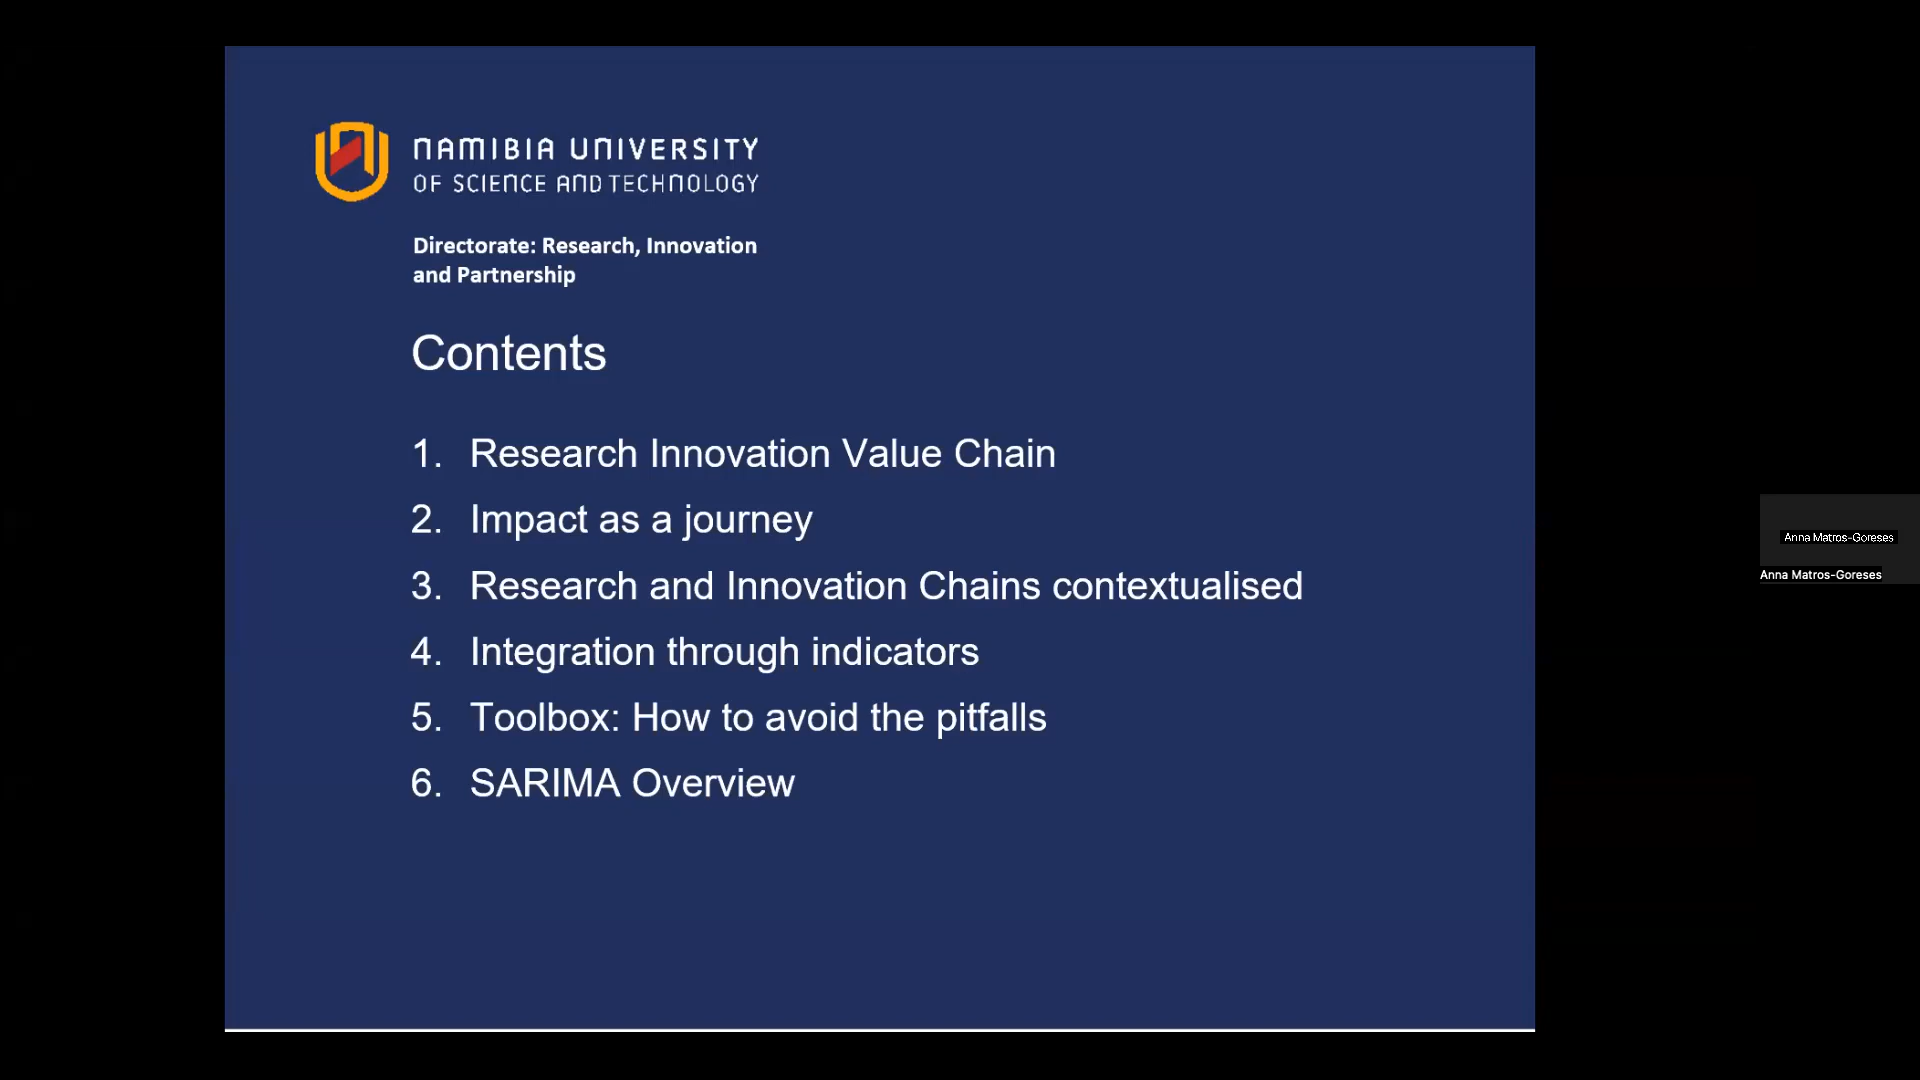 NAMIBIA UNIVERSITY
OF SCIENCE AND TECHNOLOGY
Directorate: Research, Innovation
and Partnership
Contents
1. Research Innovation Value Chain
2. Impact as a journey
3. Research and Innovation Chains contextualised
4. Integration through indicators
5. Toolbox: How to avoid the pitfalls
6. SARIMA Overview
Anna Matros-Goreses
Anna Matros-Goreses